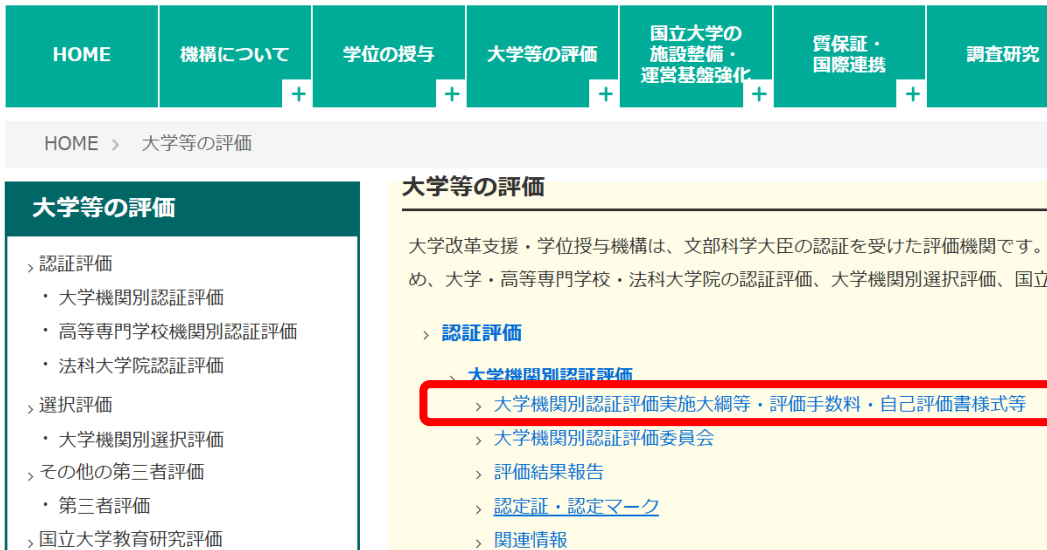 HOME
機構について
学位の授与
大学等の評価
国立大学の
施設整備・
運営基盤強化
質保証・
国際連携
調査研究
HOME › 大学等の評価
大学等の評価
› 認証評価
・ 大学機関別認証評価
・ 高等専門学校機関別認証評価
・ 法科大学院認証評価
› 選択評価
・ 大学機関別選択評価
› その他の第三者評価
・ 第三者評価
› 国立大学教育研究評価
大学等の評価
大学改革支援・学位授与機構は、文部科学大臣の認証を受けた評価機関です。
め、大学・高等専門学校・法科大学院の認証評価、大学機関別選択評価、国立
› 認証評価
› 大学機関別認証評価
› 大学機関別認証評価実施大綱等・評価手数料・自己評価書様式等
› 大学機関別認証評価委員会
› 評価結果報告
› 認定証・認定マーク
› 関連情報